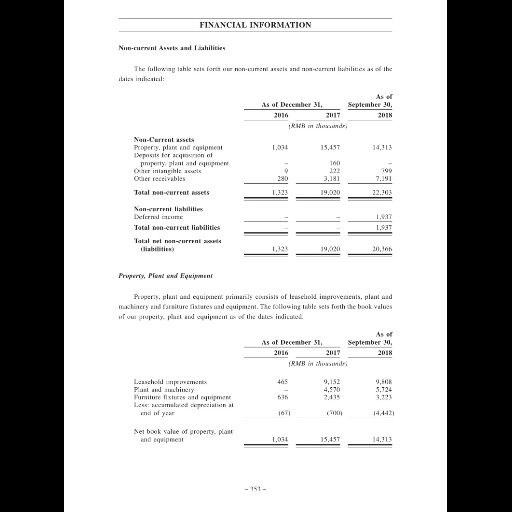 FINANCIAL INFORMATION
Non-current Assets and Liabilities
The following table sets forth our non-current assets and non-current liabilities as of the
dates indicated:
As of
As of December 31, September 30,
2016 2017 2018
(RMB in thousands)
Non-Current assets
Property, plant and equipment 1,034 15,457 14,313
Deposits for acquisition of
property, plant and equipment – 160 –
Other intangible assets 9 222 799
Other receivables 280 3,181 7,191
Total non-current assets 1,323 19,020 22,303
Non-current liabilities
Deferred income – – 1,937
Total non-current liabilities – – 1,937
Total net non-current assets
(liabilities) 1,323 19,020 20,366
Property, Plant and Equipment
Property, plant and equipment primarily consists of leasehold improvements, plant and
machinery and furniture fixtures and equipment. The following table sets forth the book values
of our property, plant and equipment as of the dates indicated:
As of
As of December 31, September 30,
2016 2017 2018
(RMB in thousands)
Leasehold improvements 465 9,152 9,808
Plant and machinery – 4,570 5,724
Furniture fixtures and equipment 636 2,435 3,223
Less: accumulated depreciation at
end of year (67) (700) (4,442)
Net book value of property, plant
and equipment 1,034 15,457 14,313
– 353 –